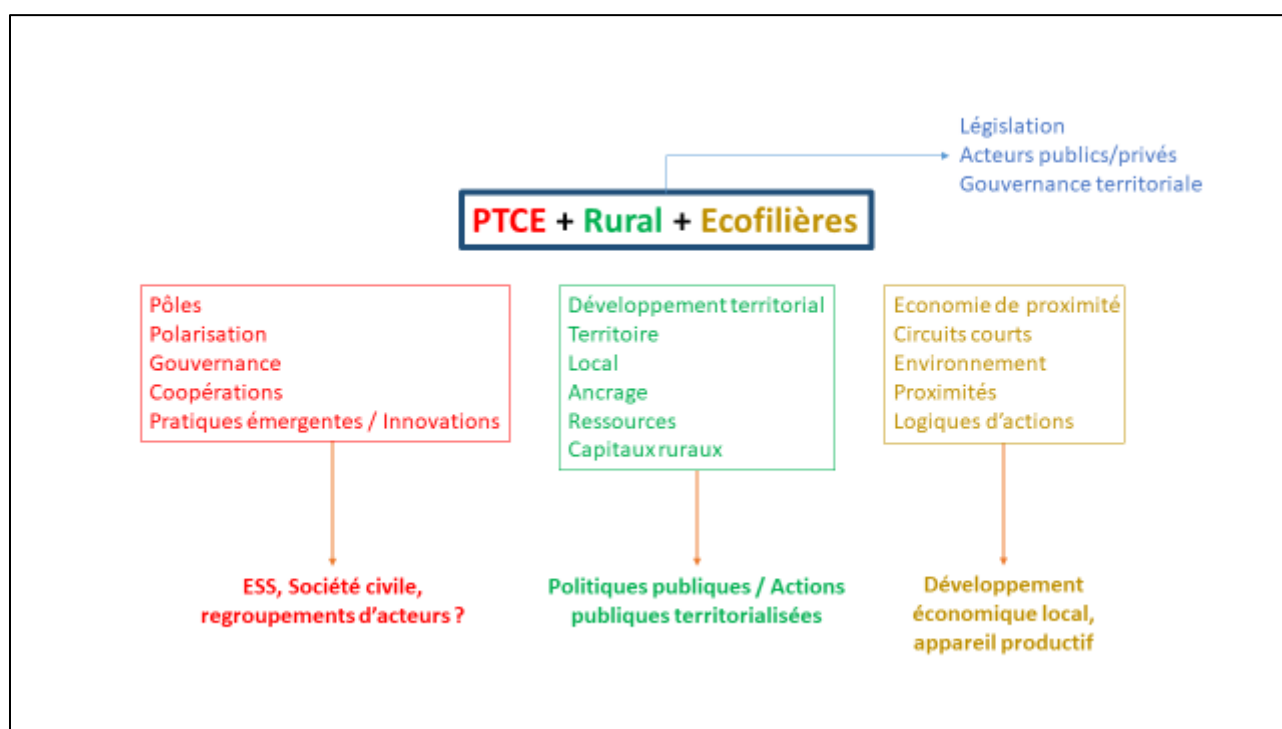 Législation
Acteurs publics/privés
Gouvernance territoriale
PTCE + Rural + Ecofilières
Pôles
Polarisation
Gouvernance
Coopérations
Pratiques émergentes / Innovations
Développement territorial
Territoire
Local
Ancrage
Ressources
Capitaux ruraux
Economie de proximité
Circuits courts
Environnement
Proximités
Logiques d'actions
ESS, Société civile,
regroupements d'acteurs ?
Politiques publiques / Actions
publiques territorialisées
Développement
économique local,
appareil productif